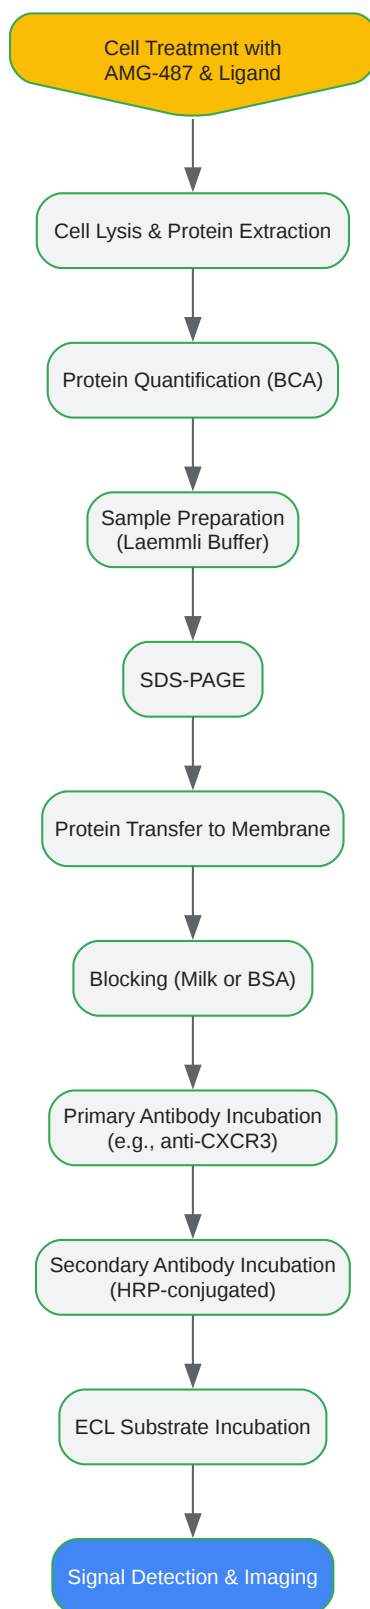 Cell Treatment with
AMG-487 & Ligand
Cell Lysis & Protein Extraction
Protein Quantification (BCA)
Sample Preparation
(Laemmli Buffer)
SDS-PAGE
Protein Transfer to Membrane
Blocking (Milk or BSA)
Primary Antibody Incubation
(e.g., anti-CXCR3)
Secondary Antibody Incubation
(HRP-conjugated)
ECL Substrate Incubation
Signal Detection & Imaging